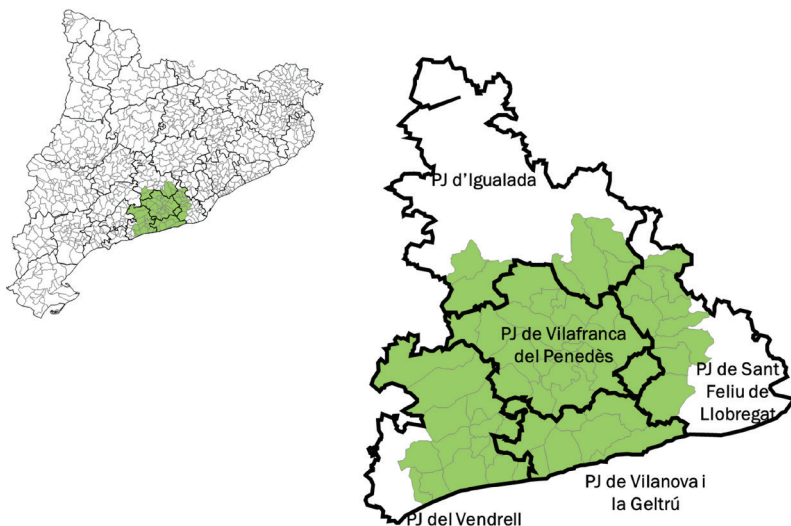 PJ d'Igualada
PJ de Vilafranca
del Penedès
PJ de Sant
Feliu de
Llobregat
PJ de Vilanova i
la Geltrú
PJ del Vendrell